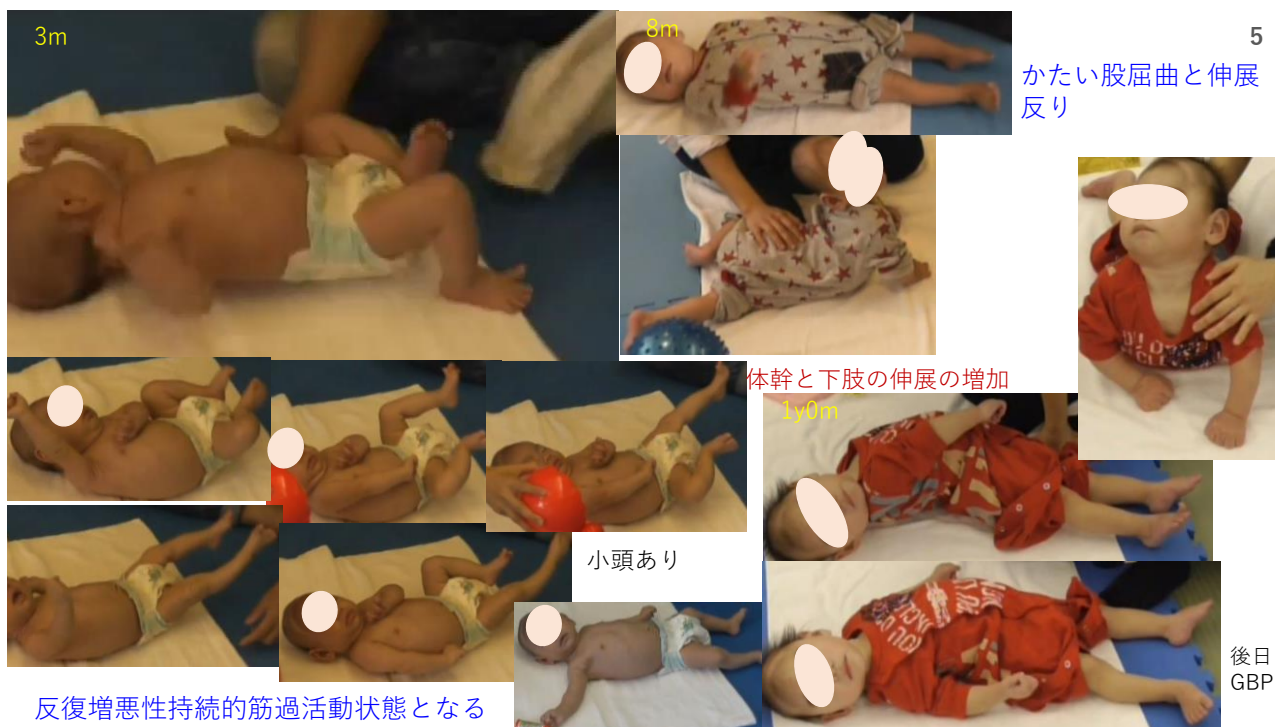 3m
8m
5
かたい股屈曲と伸展
反り
体幹と下肢の伸展の増加
1y0m
小頭あり
後日
GBP
反復増悪性持続的筋過活動状態となる